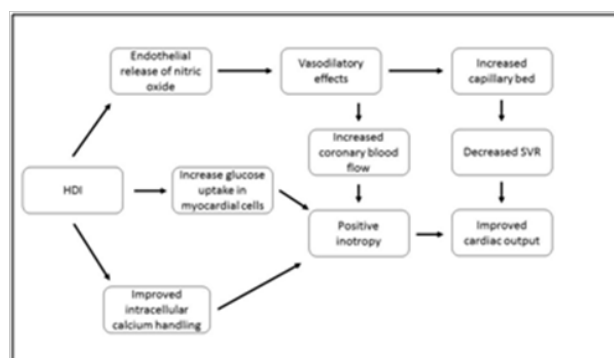 Endothelial
release of nitric
oxide
Vasodilatory
effects
Increased
capillary bed
Increased
coronary blood
flow
Decreased SVR
HDI
Increase glucose
uptake in
myocardial cells
Positive
inotropy
Improved
cardiac output
Improved
intracellular
calcium handling